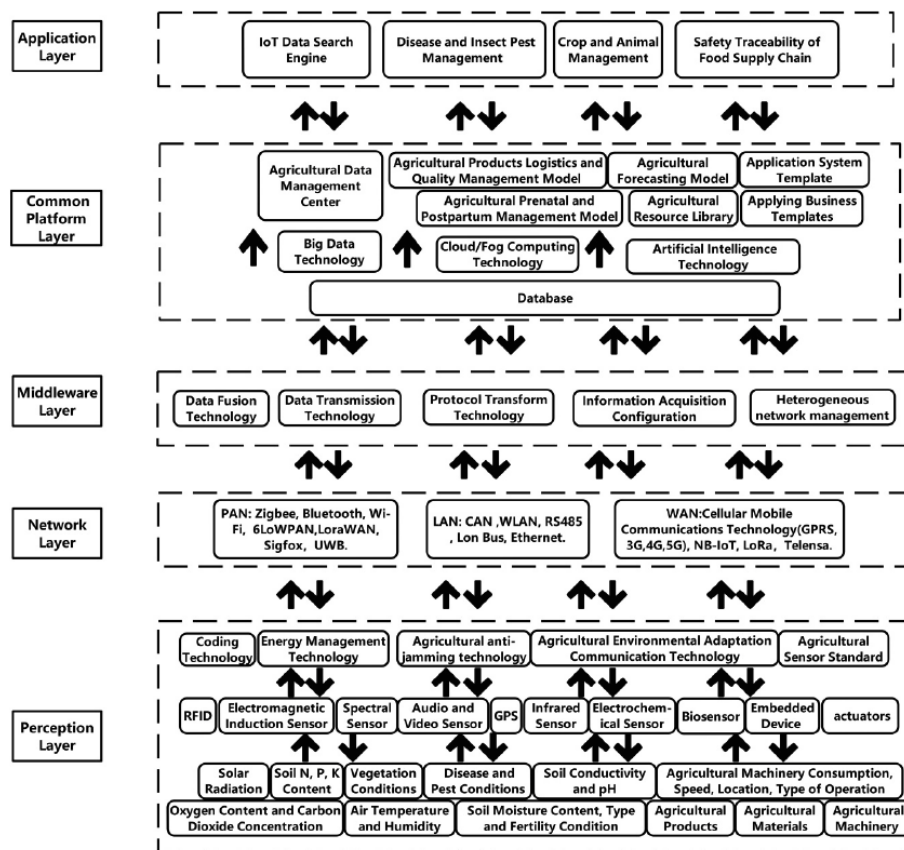 Application
Layer
IoT Data Search
Engine
Disease and Insect Pest
Management
Crop and Animal
Management
Safety Traceability of
Food Supply Chain
Common
Platform
Layer
Agricultural Data
Management
Center
Agricultural Products Logistics and
Quality Management Model
Agricultural
Forecasting Model
Application System
Template
Agricultural Prenatal and
Postpartum Management Model
Agricultural
Resource Library
Applying Business
Templates
Big Data
Technology
Cloud/Fog Computing
Technology
Artificial Intelligence
Technology
Database
Middleware
Layer
Data Fusion
Technology
Data Transmission
Technology
Protocol Transform
Technology
Information Acquisition
Configuration
Heterogeneous
network management
Network
Layer
PAN: Zigbee, Bluetooth, Wi-
Fi, 6LoWPAN,LoraWAN,
Sigfox, UWB.
LAN: CAN ,WLAN, RS485
, Lon Bus, Ethernet.
WAN:Cellular Mobile
Communications Technology(GPRS,
3G,4G,5G), NB-IoT, LoRa, Telensa.
Perception
Layer
Coding
Technology
Energy Management
Technology
Agricultural anti-
jamming technology
Agricultural Environmental Adaptation
Communication Technology
Agricultural
Sensor Standard
RFID
Electromagnetic
Induction Sensor
Spectral
Sensor
Audio and
Video Sensor
GPS
Infrared
Sensor
Electrochem-
ical Sensor
Biosensor
Embedded
Device
actuators
Solar
Radiation
Soil N, P, K
Content
Vegetation
Conditions
Disease and
Pest Conditions
Soil Conductivity
and pH
Agricultural Machinery Consumption,
Speed, Location, Type of Operation
Oxygen Content and Carbon
Dioxide Concentration
Air Temperature
and Humidity
Soil Moisture Content, Type
and Fertility Condition
Agricultural
Products
Agricultural
Materials
Agricultural
Machinery